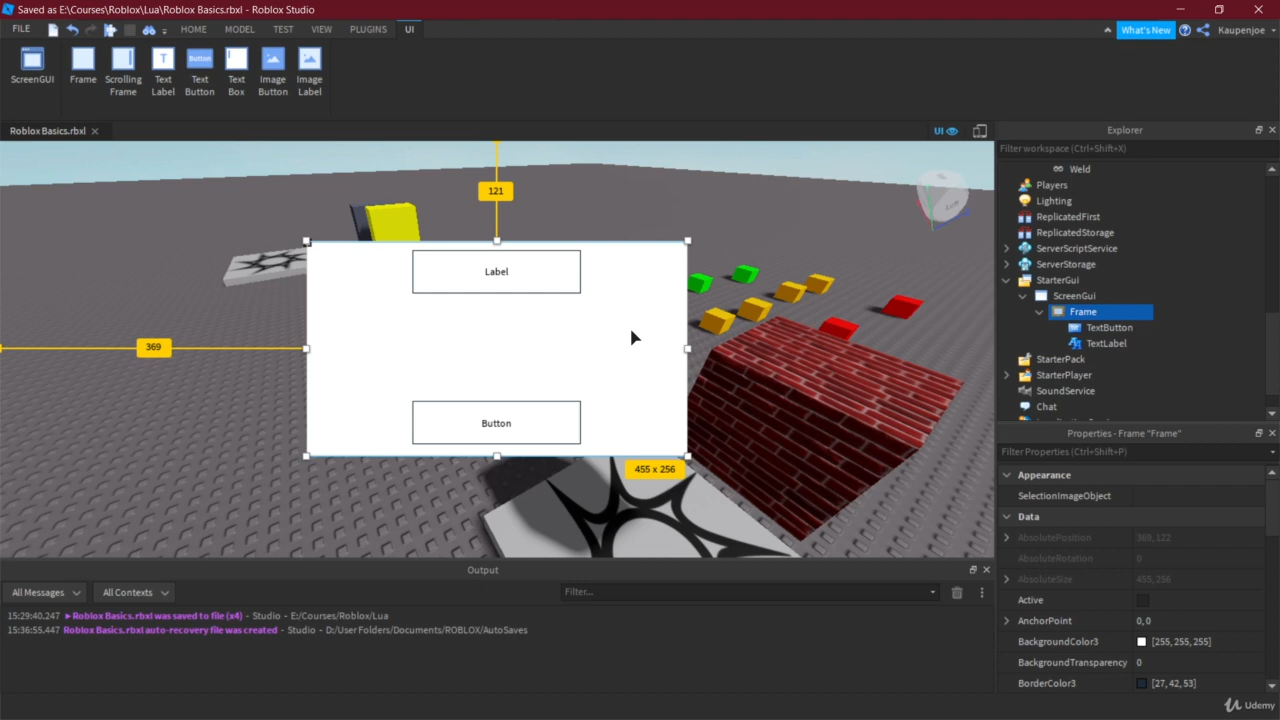 Saved as E:\Courses\Roblox\Lua\Roblox Basics.rbxl - Roblox Studio
FILE HOME MODEL TEST VIEW PLUGINS UI What's New Kaupenjoe
ScreenGUI Frame Scrolling Frame Text Label Button Text Button Text Box Image Button Image Label
Roblox Basics.rbxl UI Explorer
Filter workspace (Ctrl+Shift+X)
Weld
Players
Lighting
ReplicatedFirst
ReplicatedStorage
ServerScriptService
ServerStorage
StarterGui
ScreenGui
Frame
TextButton
TextLabel
StarterPack
StarterPlayer
SoundService
Chat
121
Left
Label
369
Button
455 x 256
Properties - Frame "Frame"
Filter Properties (Ctrl+Shift+P)
Appearance
SelectionImageObject
Data
AbsolutePosition 369, 122
AbsoluteRotation 0
AbsoluteSize 455, 256
Active
AnchorPoint 0, 0
BackgroundColor3 [255, 255, 255]
BackgroundTransparency 0
BorderColor3 [27, 42, 53]
Output
All Messages All Contexts Filter...
15:29:40.247 Roblox Basics.rbxl was saved to file (x4) - Studio - E:/Courses/Roblox/Lua
15:36:55.447 Roblox Basics.rbxl auto-recovery file was created - Studio - D:/UserFolders/Documents/ROBLOX/AutoSaves
Udemy